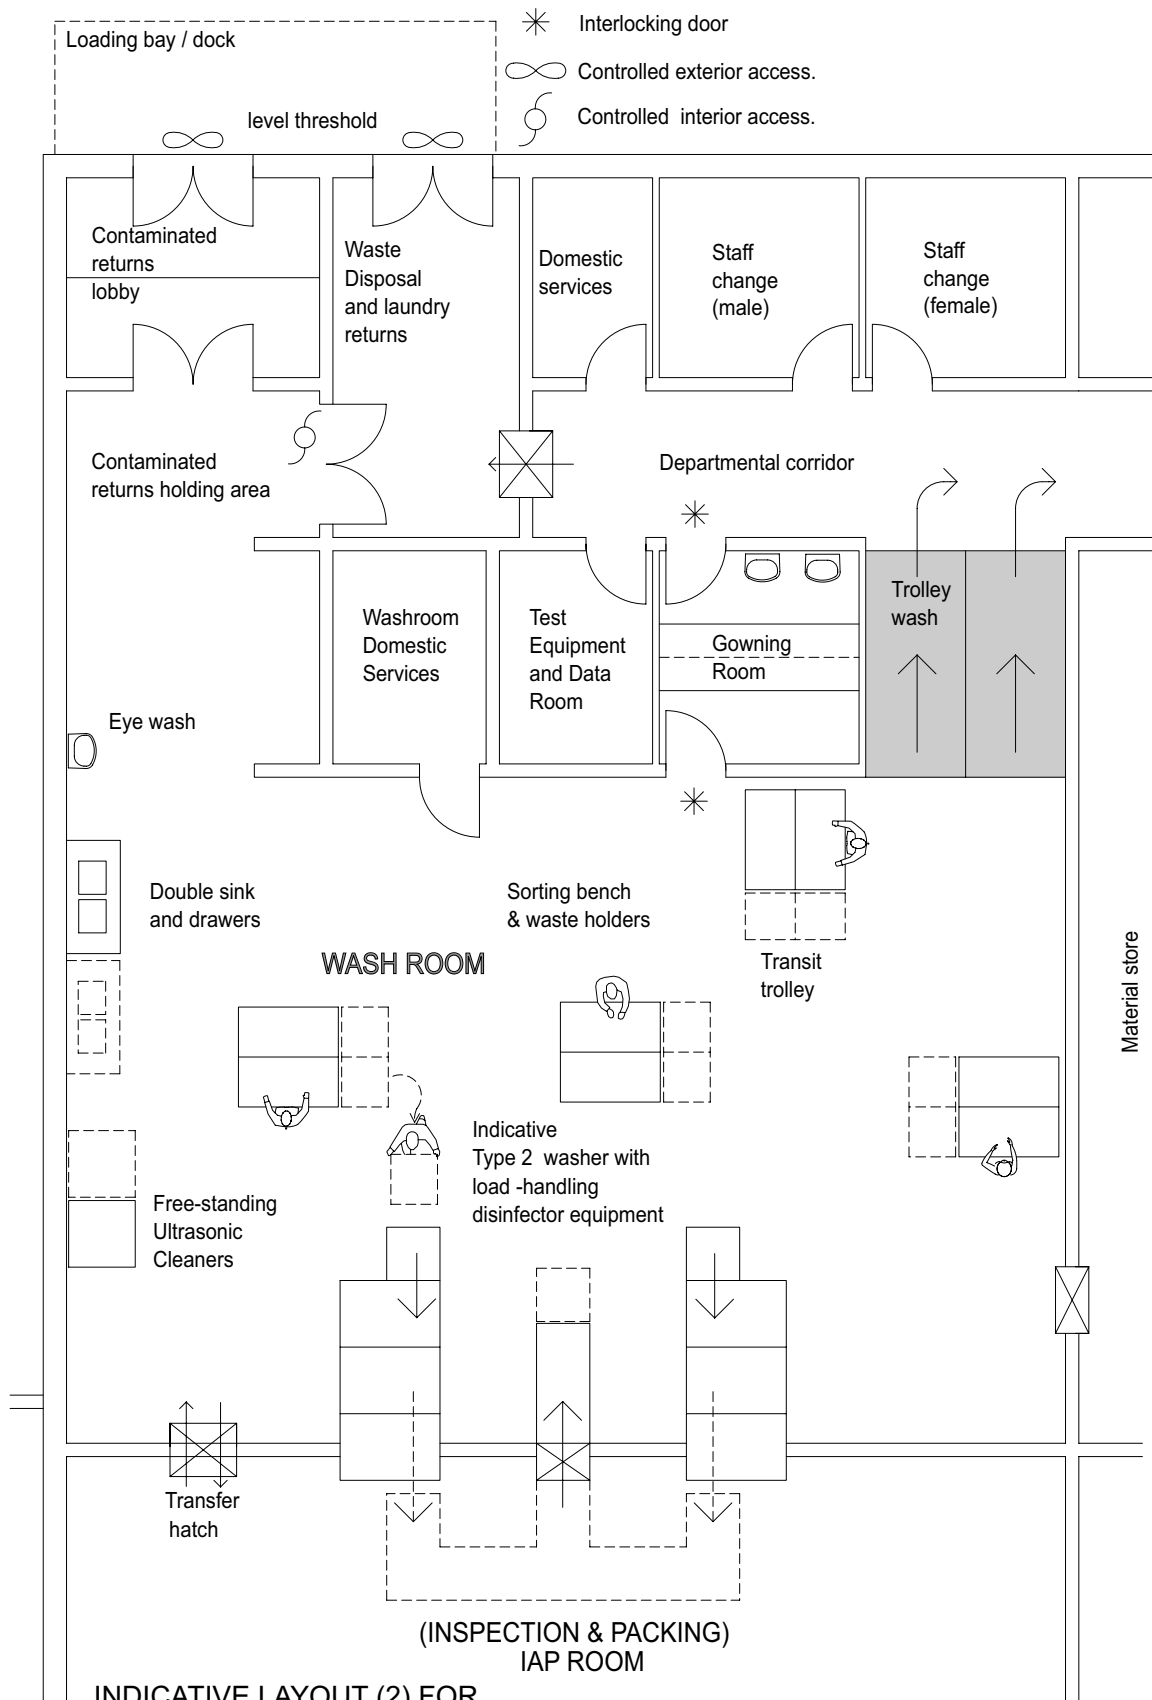 Interlocking door
Loading bay / dock
Controlled exterior access.
level threshold
Controlled interior access.
Contaminated
returns
lobby
Waste
Disposal
and laundry
returns
Domestic
services
Staff
change
(male)
Staff
change
(female)
Contaminated
returns holding area
Departmental corridor
Washroom
Domestic
Services
Test
Equipment
and Data
Room
Gowning
Room
Trolley
wash
Eye wash
Double sink
and drawers
Sorting bench
& waste holders
WASH ROOM
Transit
trolley
Material store
Indicative
Type 2 washer with
load -handling
disinfector equipment
Free-standing
Ultrasonic
Cleaners
Transfer
hatch
(INSPECTION & PACKING)
IAP ROOM
INDICATIVE LAYOUT (2) FOR